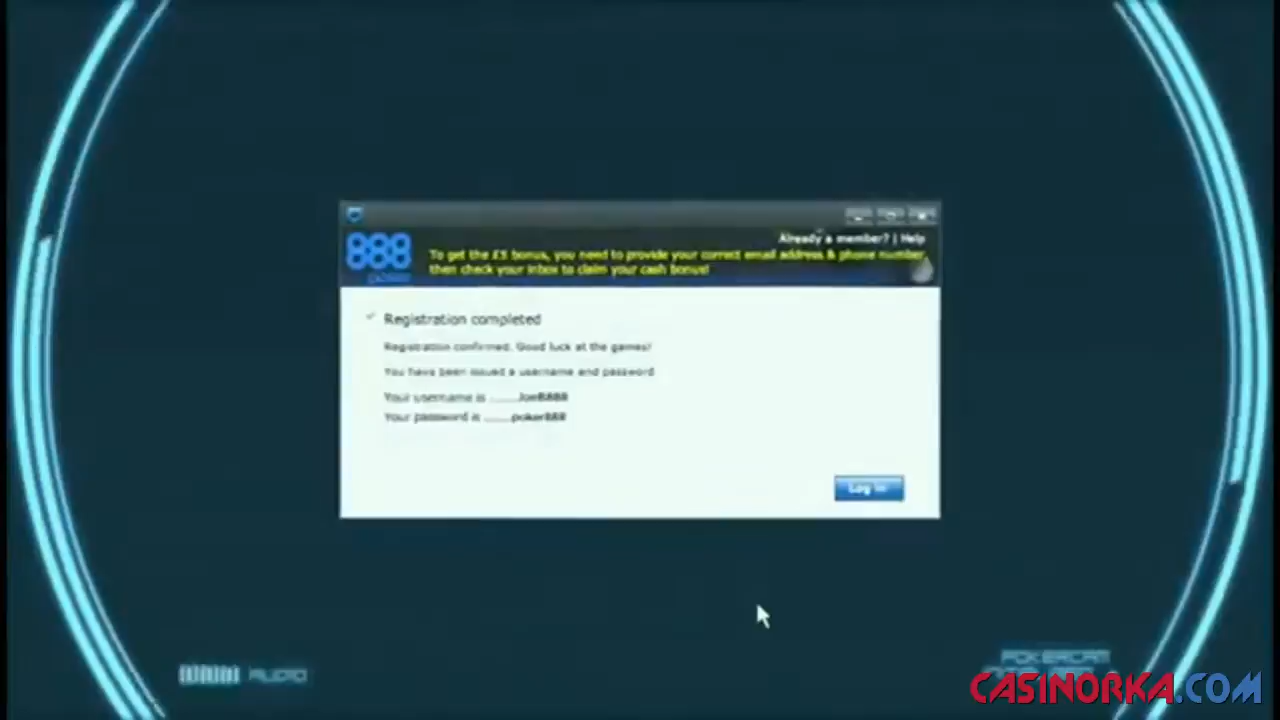 Already a member? | Help
888
To get the £5 bonus, you need to provide your correct email address & phone number,
then check your inbox to claim your cash bonus!
Registration completed
Registration confirmed. Good luck at the games!
You have been issued a username and password
Your username is ......Joe8888
Your password is ......poker888
Log in
AUDIO
POKERCAM
CASINORKA.COM